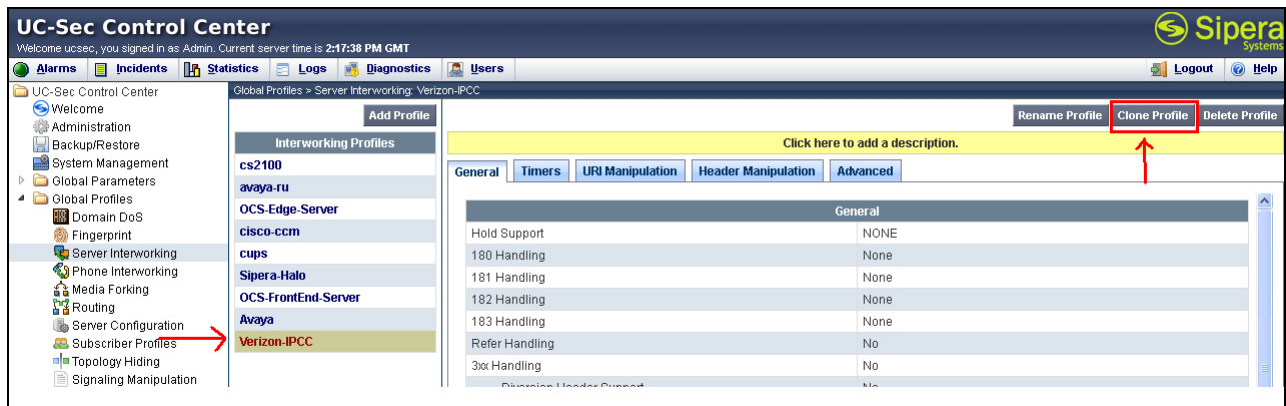 UC-Sec Control Center
Welcome ucsec, you signed in as Admin. Current server time is 2:17:38 PM GMT
Sipera
Systems
Alarms Incidents Statistics Logs Diagnostics Users Logout Help
UC-Sec Control Center
Welcome
Administration
Backup/Restore
System Management
Global Parameters
Global Profiles
Domain DoS
Fingerprint
Server Interworking
Phone Interworking
Media Forking
Routing
Server Configuration
Subscriber Profiles
Topology Hiding
Signaling Manipulation
Global Profiles > Server Interworking: Verizon-IPCC
Add Profile
Interworking Profiles
cs2100
avaya-ru
OCS-Edge-Server
cisco-ccm
cups
Sipera-Halo
OCS-FrontEnd-Server
Avaya
Verizon-IPCC
Rename Profile Clone Profile Delete Profile
Click here to add a description.
General Timers URI Manipulation Header Manipulation Advanced
General
Hold Support NONE
180 Handling None
181 Handling None
182 Handling None
183 Handling None
Refer Handling No
3xx Handling No
Diversion Header Support No